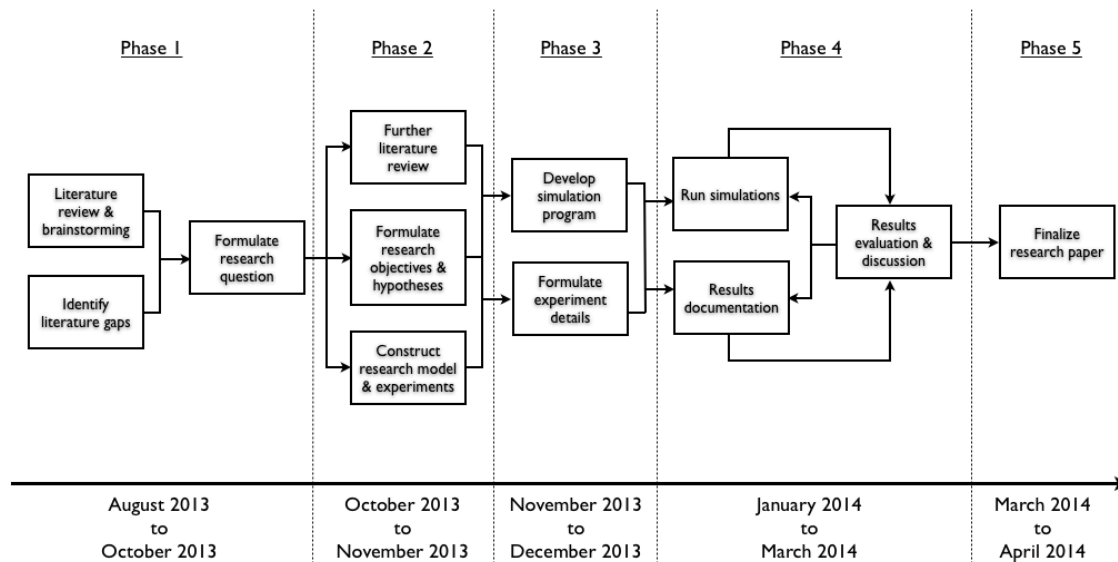 Phase 1
Phase 2
Phase 3
Phase 4
Phase 5
Literature
review &
brainstorming
Identify
literature gaps
Formulate
research
question
Further
literature
review
Formulate
research
objectives &
hypotheses
Construct
research model
& experiments
Develop
simulation
program
Formulate
experiment
details
Run simulations
Results
documentation
Results
evaluation &
discussion
Finalize
research paper
August 2013
to
October 2013
October 2013
to
November 2013
November 2013
to
December 2013
January 2014
to
March 2014
March 2014
to
April 2014